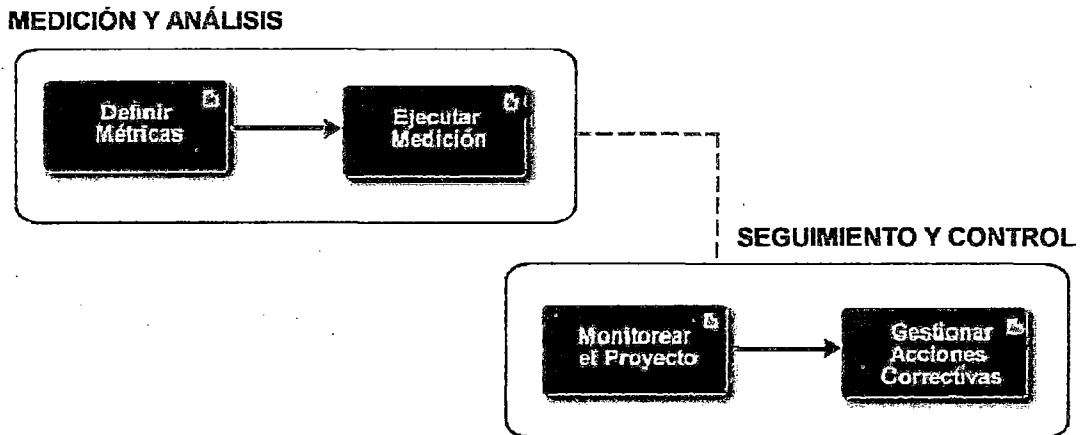 MEDICIÓN Y ANÁLISIS
Definir
Métricas
Ejecutar
Medición
SEGUIMIENTO Y CONTROL
Monitorear
el Proyecto
Gestionar
Acciones
Correctivas